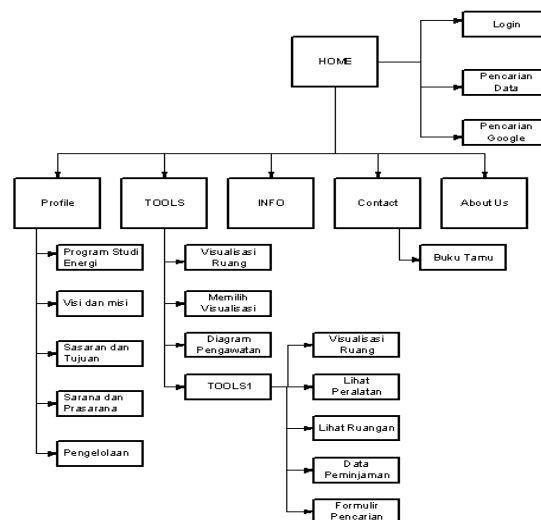 Login
HOME
Pencarian
Data
Pencarian
Google
Profile
TOOLS
INFO
Contact
About Us
Program Studi
Energi
Visi dan misi
Sasaran dan
Tujuan
Sarana dan
Prasarana
Pengelolaan
Visualisasi
Ruang
Memilih
Visualisasi
Diagram
Pengawatan
TOOLS1
Visualisasi
Ruang
Lihat
Peralatan
Lihat Ruangan
Data
Peminjaman
Formulir
Pencarian
Buku Tamu